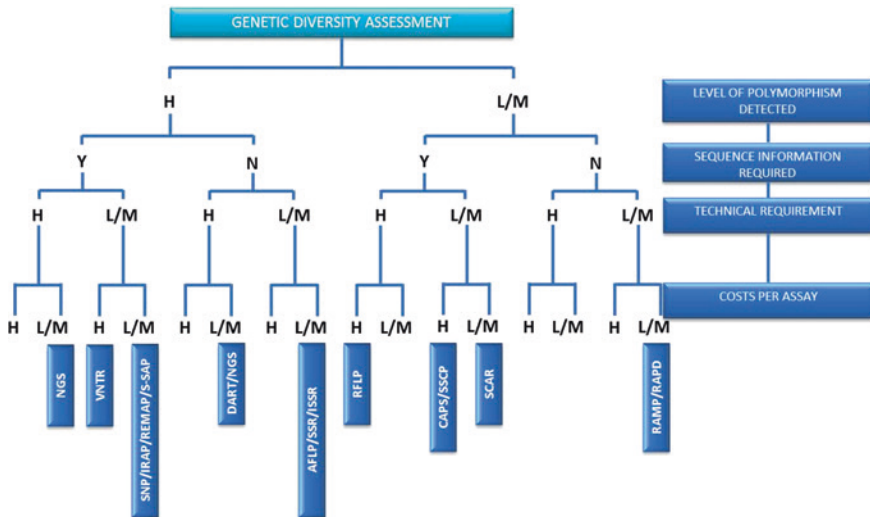 GENETIC DIVERSITY ASSESSMENT
H L/M
LEVEL OF POLYMORPHISM
DETECTED
Y N Y N
SEQUENCE INFORMATION
REQUIRED
H L/M H L/M H L/M H L/M
TECHNICAL REQUIREMENT
H L/M H L/M H L/M H L/M H L/M H L/M H L/M H L/M
COSTS PER ASSAY
NGS
VNTR
SNP/IRAP/REMAP/S-SAP
DART/NGS
AFLP/SSR/ISSR
RFLP
CAPS/SSCP
SCAR
RAMP/RAPD